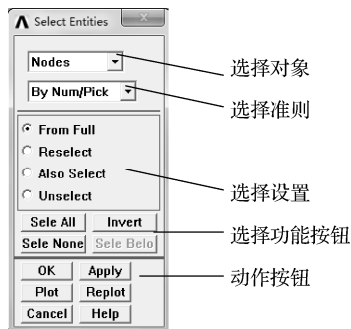 Select Entities
Nodes
选择对象
By Num/Pick
选择准则
From Full
Reselect
Also Select
选择设置
Unselect
Sele All Invert
选择功能按钮
Sele None Sele Belo
OK Apply
动作按钮
Plot Replot
Cancel Help